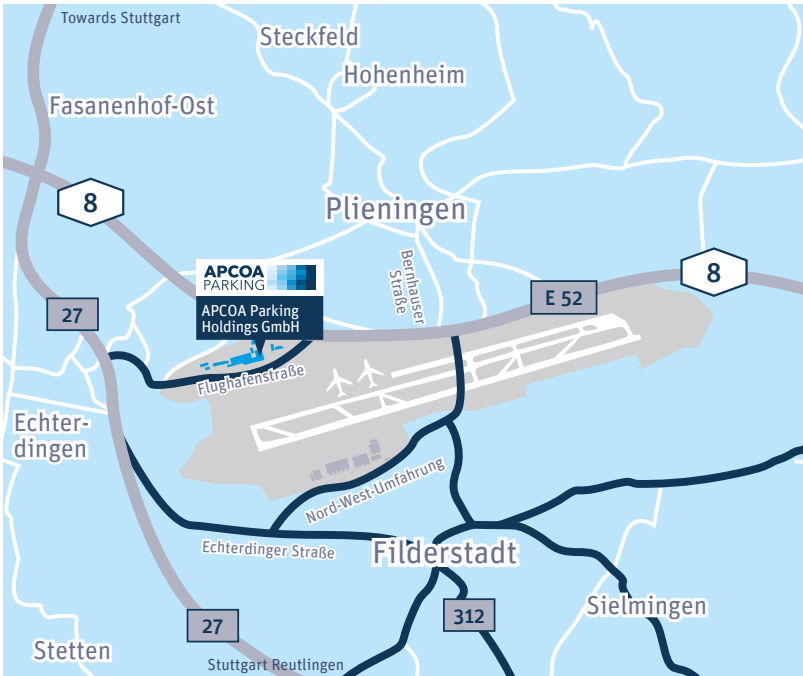 Towards Stuttgart
Steckfeld
Hohenheim
Fasanenhof-Ost
8
Plieningen
APCOA
PARKING
APCOA Parking
Holdings GmbH
Bernhauser
Straße
8
E 52
27
Flughafenstraße
Echter-
dingen
Nord-West-Umfahrung
Echterdinger Straße
Filderstadt
Sielmingen
312
27
Stetten
Stuttgart Reutlingen